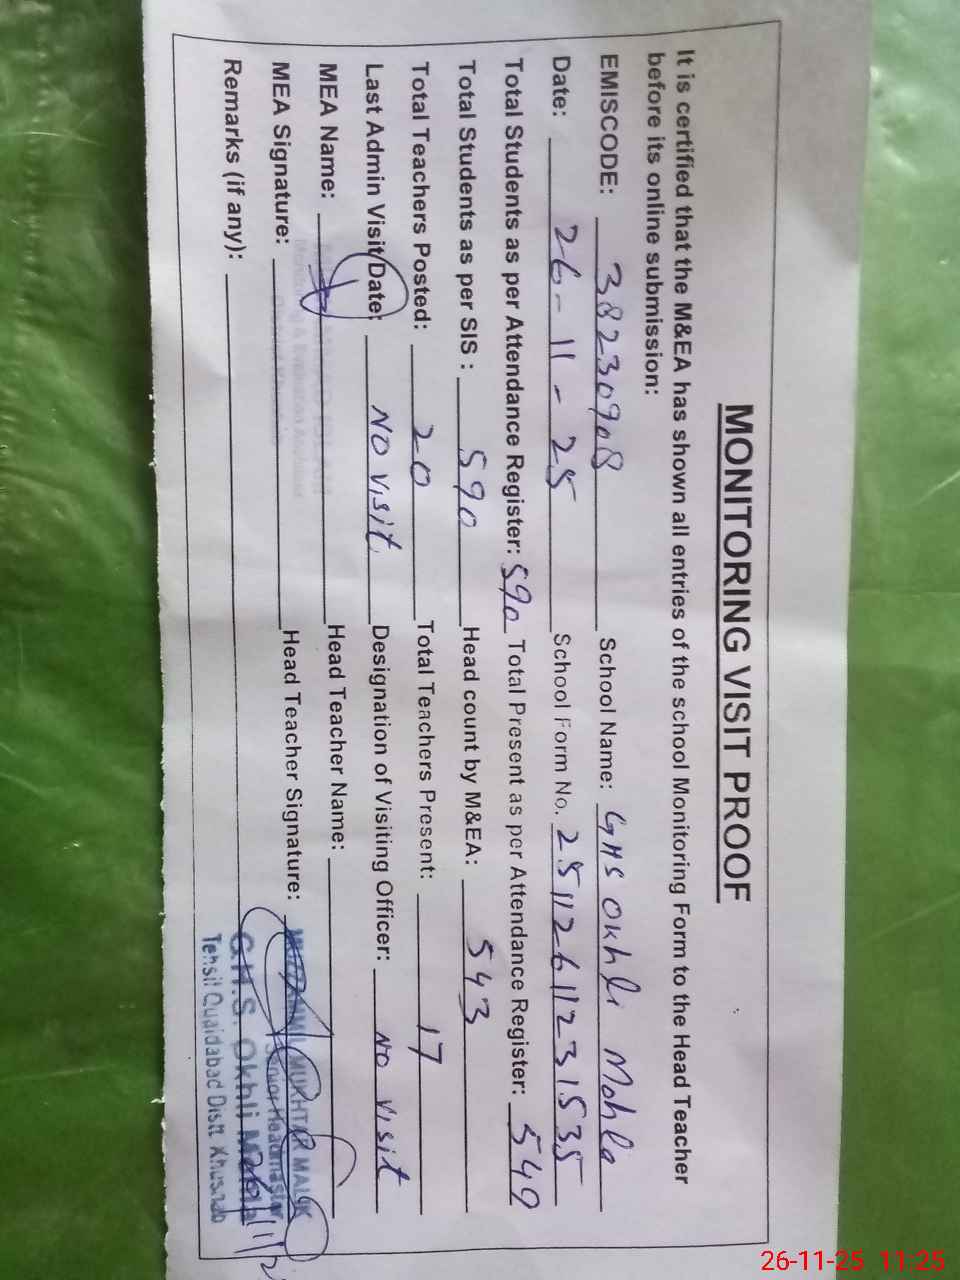 MONITORING VISIT PROOF
It is certified that the M&EA has shown all entries of the school Monitoring Form to the Head Teacher
before its online submission:
EMISCODE: 38230908 School Name: GHS Okhli Mohla
Date: 26-11-25 School Form No. 25112611231535
Total Students as per Attendance Register: 590 Total Present as per Attendance Register: 549
Total Students as per SIS : 590 Head count by M&EA: 543
Total Teachers Posted: 20 Total Teachers Present: 17
Last Admin Visit/Date: NO visit Designation of Visiting Officer: NO visit
MEA Name: Head Teacher Name:
MEA Signature: Head Teacher Signature: MUKHTAR MALIK
Senior Headmaster
Remarks (if any): G.H.S. Okhli Mohla
Tehsil Quaidabad Distt. Khushab
26-11-25 11:25